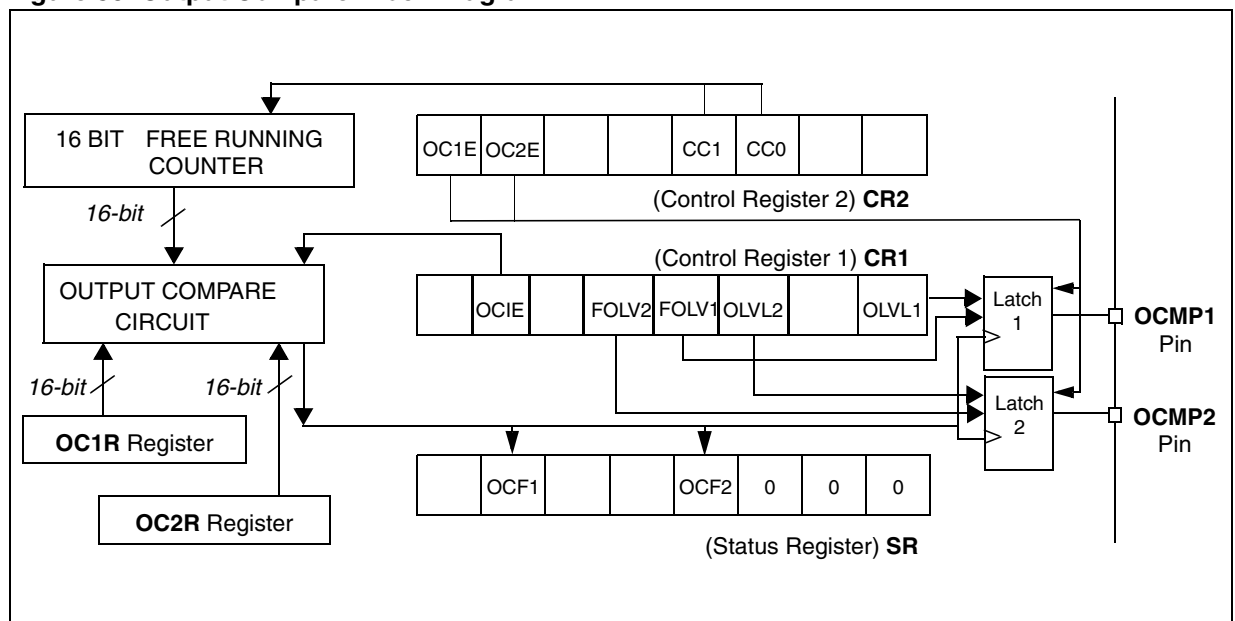 16 BIT FREE RUNNING
COUNTER
16-bit
OUTPUT COMPARE
CIRCUIT
16-bit
16-bit
OC1R Register
OC2R Register
OC1E OC2E CC1 CC0
(Control Register 2) CR2
(Control Register 1) CR1
OCIE FOLV2 FOLV1 OLVL2 OLVL1
OCF1 OCF2 0 0 0
(Status Register) SR
Latch
1
Latch
2
OCMP1
Pin
OCMP2
Pin